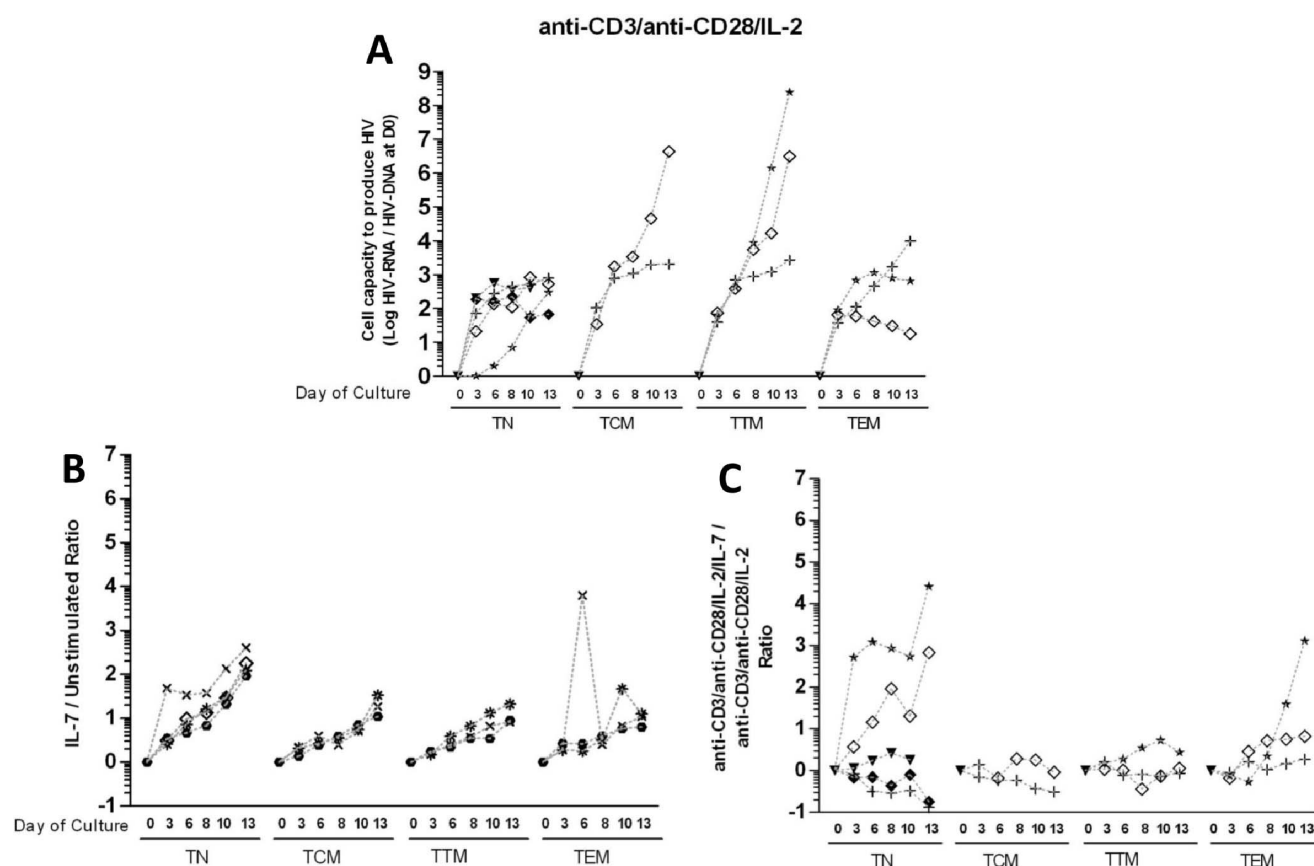 anti-CD3/anti-CD28/IL-2
A
Cell capacity to produce HIV
(Log HIV-RNA / HIV-DNA at D0)
9
8
7
6
5
4
3
2
1
0
Day of Culture 0 3 6 8 10 13 0 3 6 8 10 13 0 3 6 8 10 13 0 3 6 8 10 13
TN TCM TTM TEM
B
IL-7 / Unstimulated Ratio
7
6
5
4
3
2
1
0
-1
Day of Culture 0 3 6 8 10 13 0 3 6 8 10 13 0 3 6 8 10 13 0 3 6 8 10 13
TN TCM TTM TEM
C
anti-CD3/anti-CD28/IL-2/IL-7 /
anti-CD3/anti-CD28/IL-2
Ratio
7
6
5
4
3
2
1
0
-1
0 3 6 8 10 13 0 3 6 8 10 13 0 3 6 8 10 13 0 3 6 8 10 13
TN TCM TTM TEM